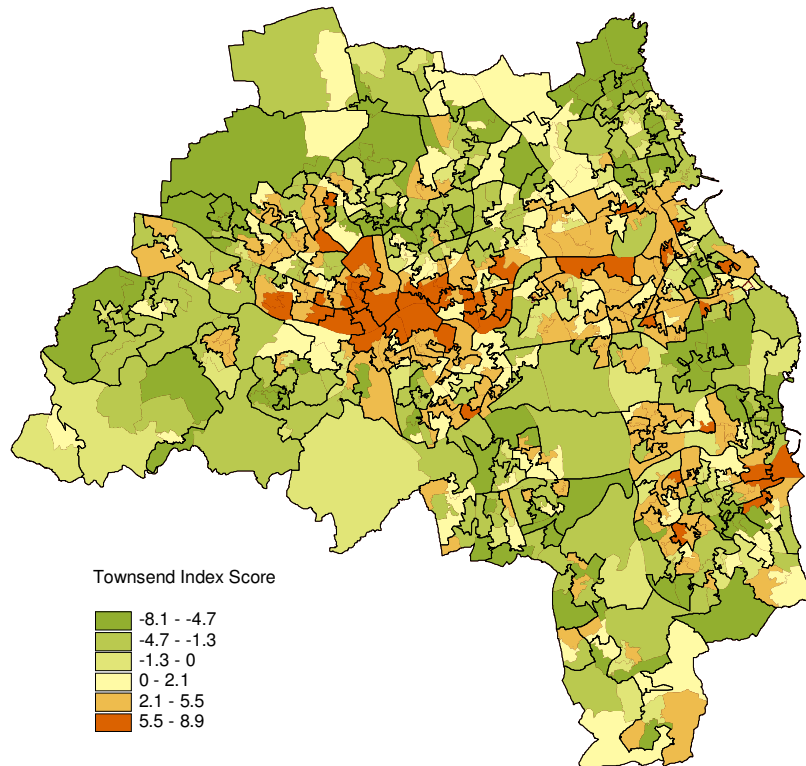 Townsend Index Score
-8.1 - -4.7
-4.7 - -1.3
-1.3 - 0
0 - 2.1
2.1 - 5.5
5.5 - 8.9